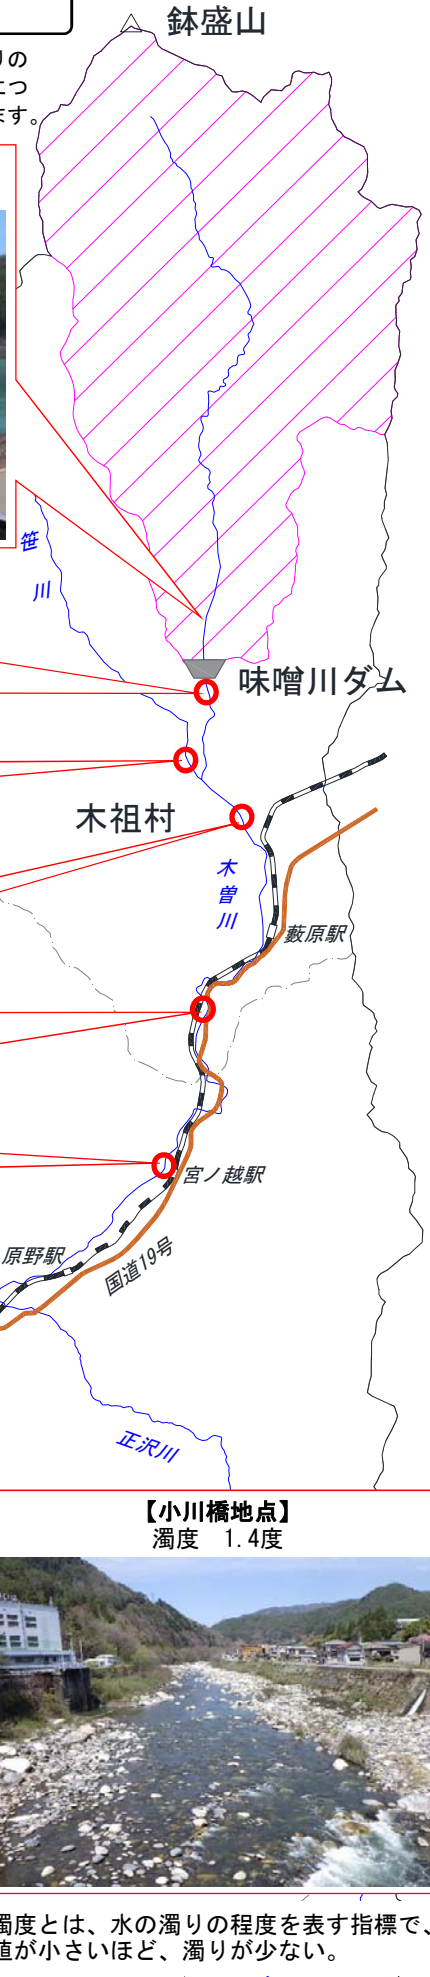 鉢盛山
りの
につ
ます。
笹川
味噌川ダム
木祖村
木曽川
藪原駅
宮ノ越駅
原野駅
国道19号
正沢川
【小川橋地点】
濁度　1.4度
濁度とは、水の濁りの程度を表す指標で、
値が小さいほど、濁りが少ない。